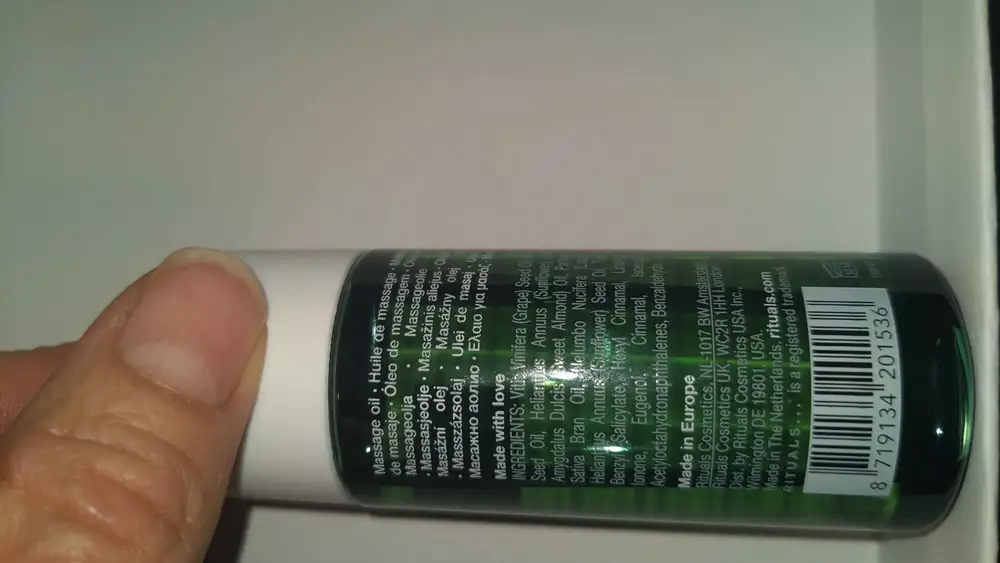 Massage oil • Huile de massage •
de masaje • Óleo de massagem •
Massageolja • Massageolie
• Massasjeolje • Masažinis aliejus •
Masážní olej • Masážny olej
• Masszázsolaj • Ulei de masaj •
Масажно масло • Έλαιο για μασάζ •
Made with love
INGREDIENTS: Vitis Vinifera (Grape) Seed Oil,
Seed Oil, Helianthus Annuus (Sunflower)
Amygdalus Dulcis (Sweet Almond) Oil,
Sativa Bran Oil, Nelumbo Nucifera
Helianthus Annuus (Sunflower) Seed Oil,
Benzyl Salicylate, Hexyl Cinnamal,
Ionone, Eugenol, Cinnamal,
Acetyloctahydronaphthalenes, Benzaldehyde
Made in Europe
Rituals Cosmetics, NL-1017 BW Amsterdam
Rituals Cosmetics UK, WC2R 1HH London
Dist. by Rituals Cosmetics USA Inc.,
Wilmington DE 19801 USA.
Made in The Netherlands. rituals.com
'RITUALS...' is a registered trademark
8 719134 201536